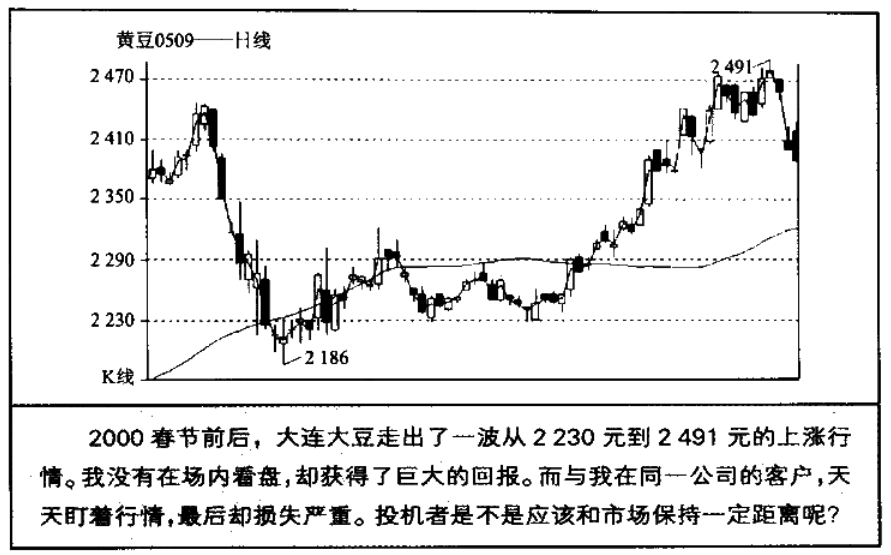 黄豆0509——日线
2 491
2 470
2 410
2 350
2 290
2 230
2 186
K线
2000 春节前后，大连大豆走出了一波从 2 230 元到 2 491 元的上涨行
情。我没有在场内看盘，却获得了巨大的回报。而与我在同一公司的客户，天
天盯着行情，最后却损失严重。投机者是不是应该和市场保持一定距离呢？